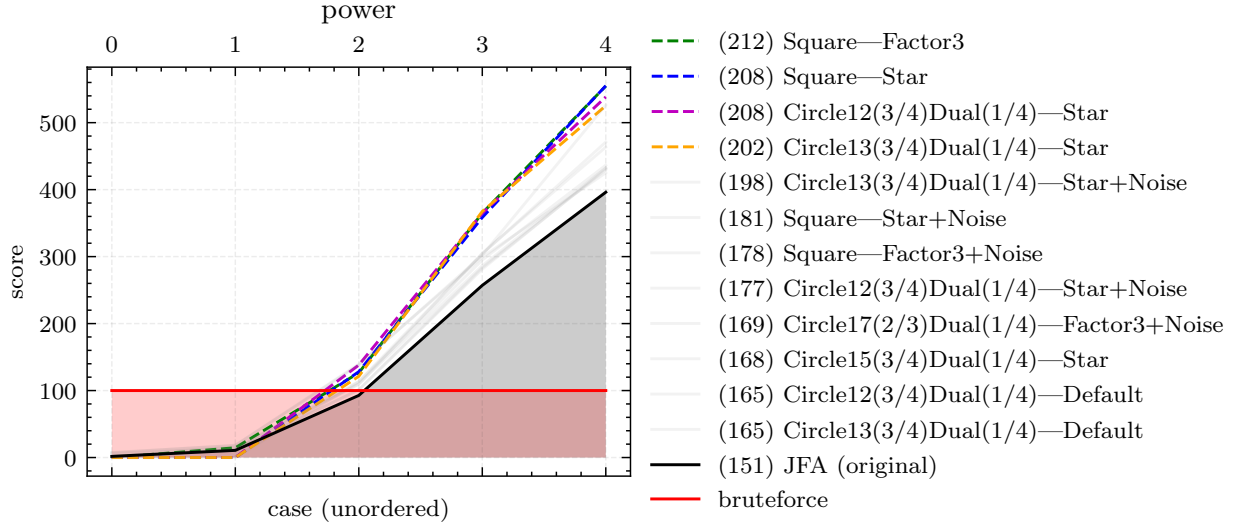 power
0 1 2 3 4
500
400
300
200
100
0
score
case (unordered)
(212) Square—Factor3
(208) Square—Star
(208) Circle12(3/4)Dual(1/4)—Star
(202) Circle13(3/4)Dual(1/4)—Star
(198) Circle13(3/4)Dual(1/4)—Star+Noise
(181) Square—Star+Noise
(178) Square—Factor3+Noise
(177) Circle12(3/4)Dual(1/4)—Star+Noise
(169) Circle17(2/3)Dual(1/4)—Factor3+Noise
(168) Circle15(3/4)Dual(1/4)—Star
(165) Circle12(3/4)Dual(1/4)—Default
(165) Circle13(3/4)Dual(1/4)—Default
(151) JFA (original)
bruteforce